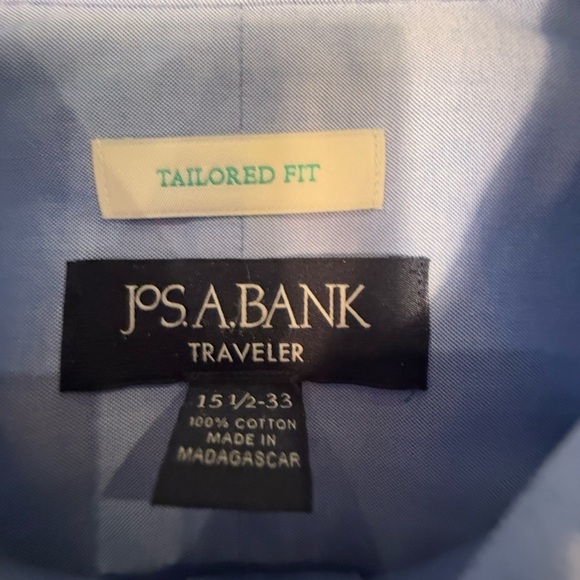 TAILORED FIT
JOS.A.BANK
TRAVELER
15 1/2-33
100% COTTON
MADE IN
MADAGASCAR